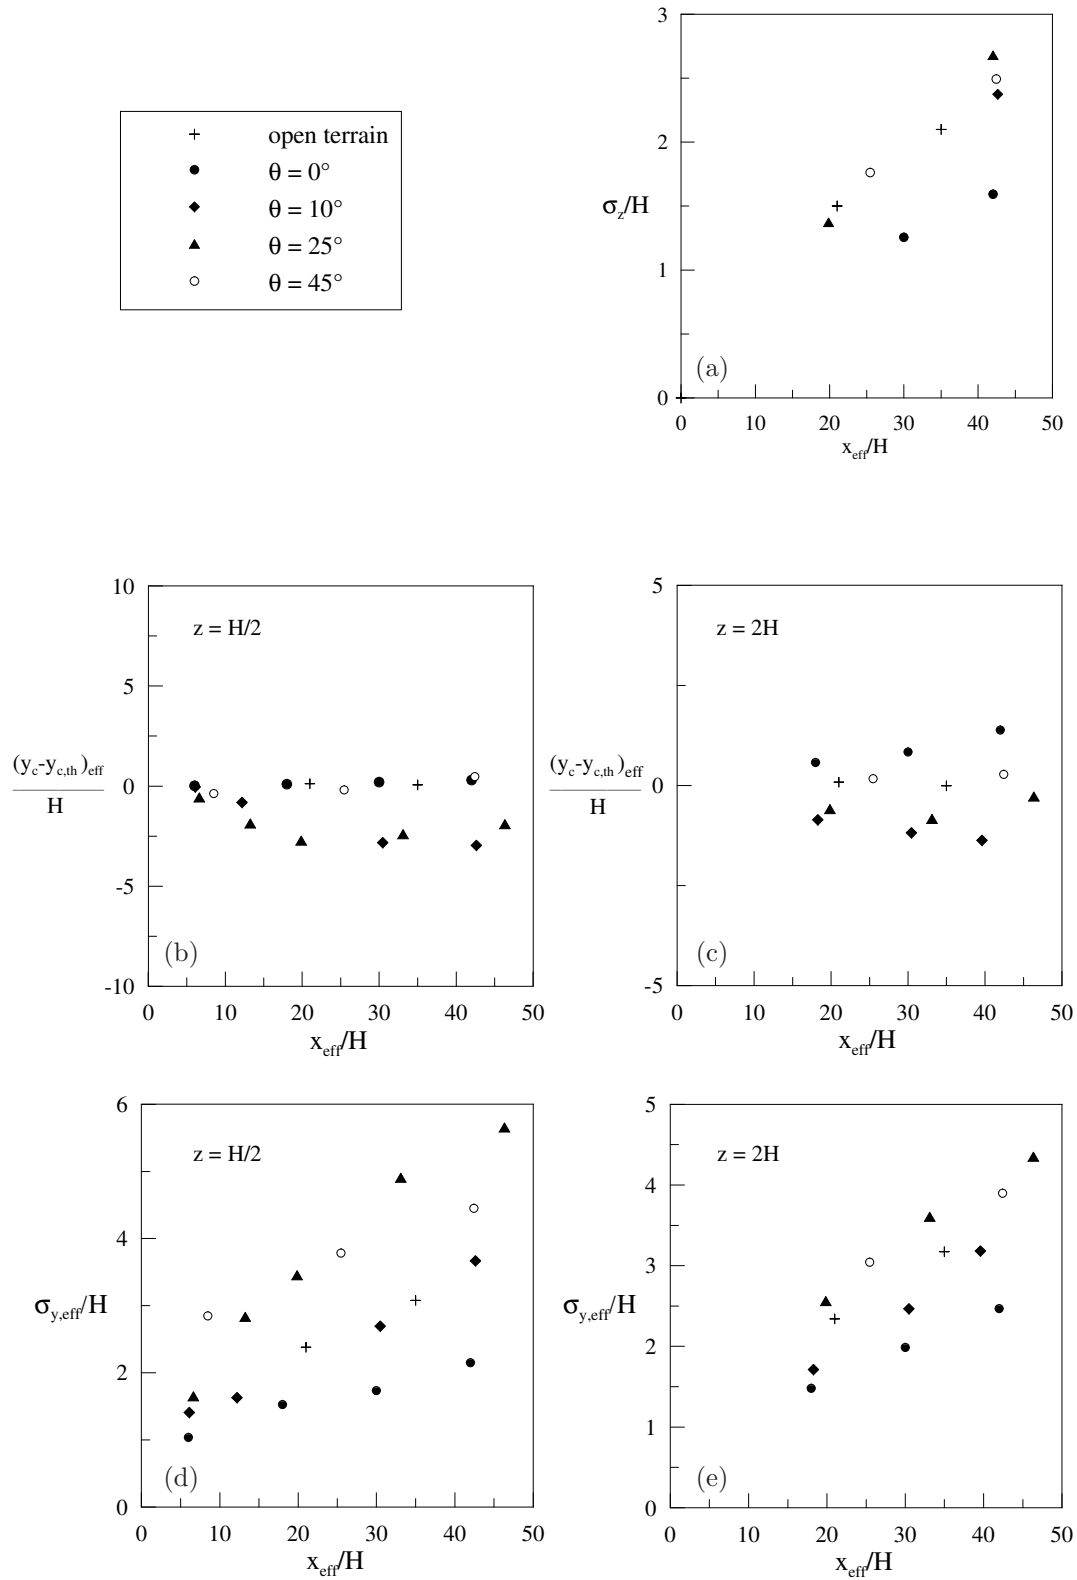 open terrain
θ = 0°
θ = 10°
θ = 25°
θ = 45°
3
2
1
0
σz/H
(a)
0 10 20 30 40 50
xeff/H
10
5
0
-5
-10
z = H/2
(yc-yc,th)eff
H
(b)
0 10 20 30 40 50
xeff/H
5
0
-5
z = 2H
(yc-yc,th)eff
H
(c)
0 10 20 30 40 50
xeff/H
6
4
2
0
z = H/2
σy,eff/H
(d)
0 10 20 30 40 50
xeff/H
5
4
3
2
1
0
z = 2H
σy,eff/H
(e)
0 10 20 30 40 50
xeff/H